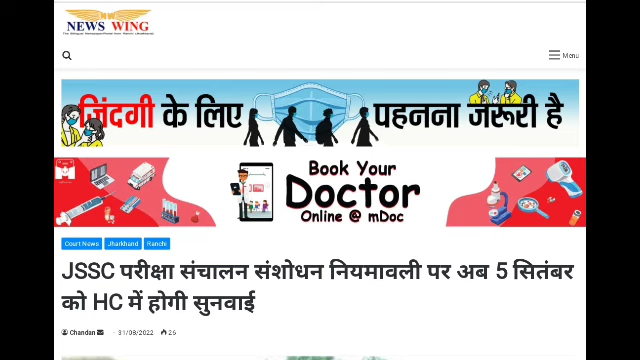 NW
NEWS WING
Menu
ज़िंदगी के लिए पहनना जरूरी है
Book Your
Doctor
Online @ mDoc
Court News Jharkhand Ranchi
JSSC परीक्षा संचालन संशोधन नियमावली पर अब 5 सितंबर
को HC में होगी सुनवाई
Chandan 31/08/2022 26